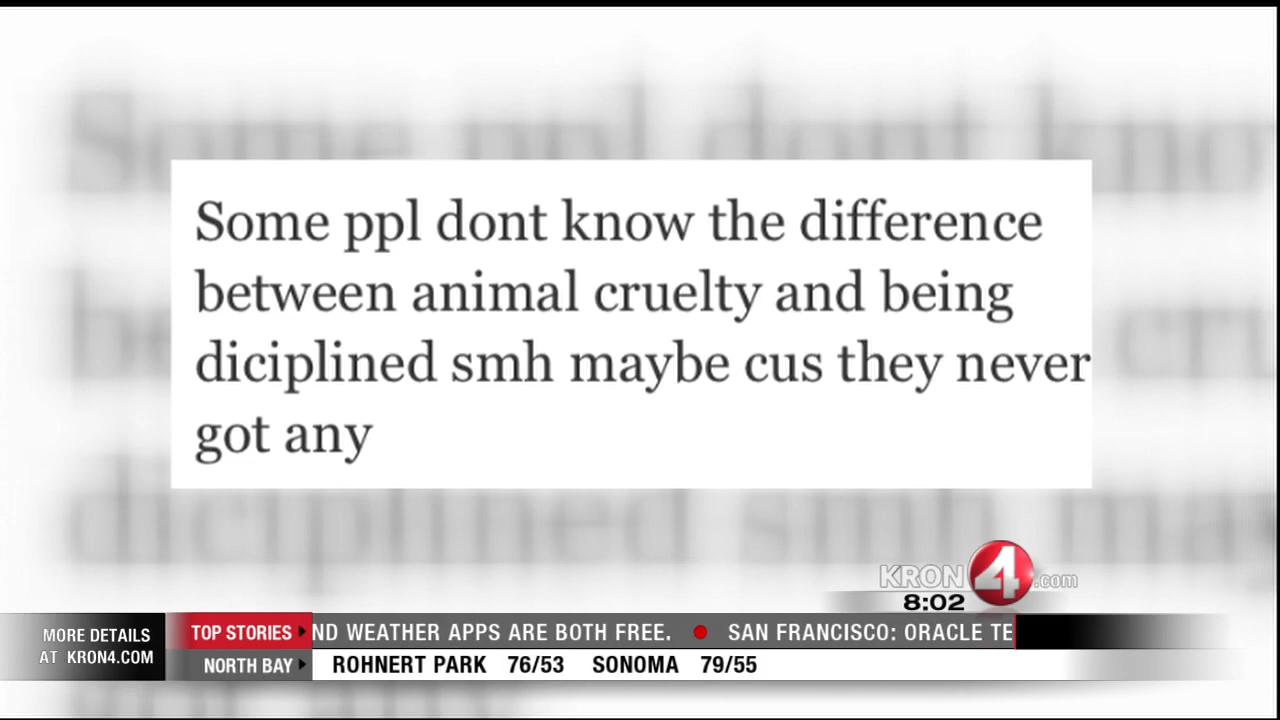 Some ppl dont know the difference
between animal cruelty and being
diciplined smh maybe cus they never
got any
KRON 4 .com
8:02
MORE DETAILS
AT KRON4.COM
TOP STORIES
ND WEATHER APPS ARE BOTH FREE. SAN FRANCISCO: ORACLE TE
NORTH BAY
ROHNERT PARK 76/53 SONOMA 79/55